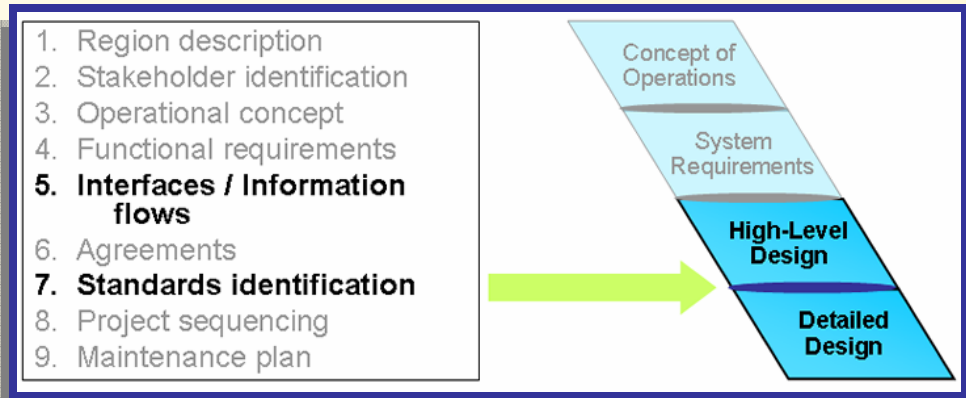 1. Region description
2. Stakeholder identification
3. Operational concept
4. Functional requirements
5. Interfaces / Information
flows
6. Agreements
7. Standards identification
8. Project sequencing
9. Maintenance plan
Concept of
Operations
System
Requirements
High-Level
Design
Detailed
Design